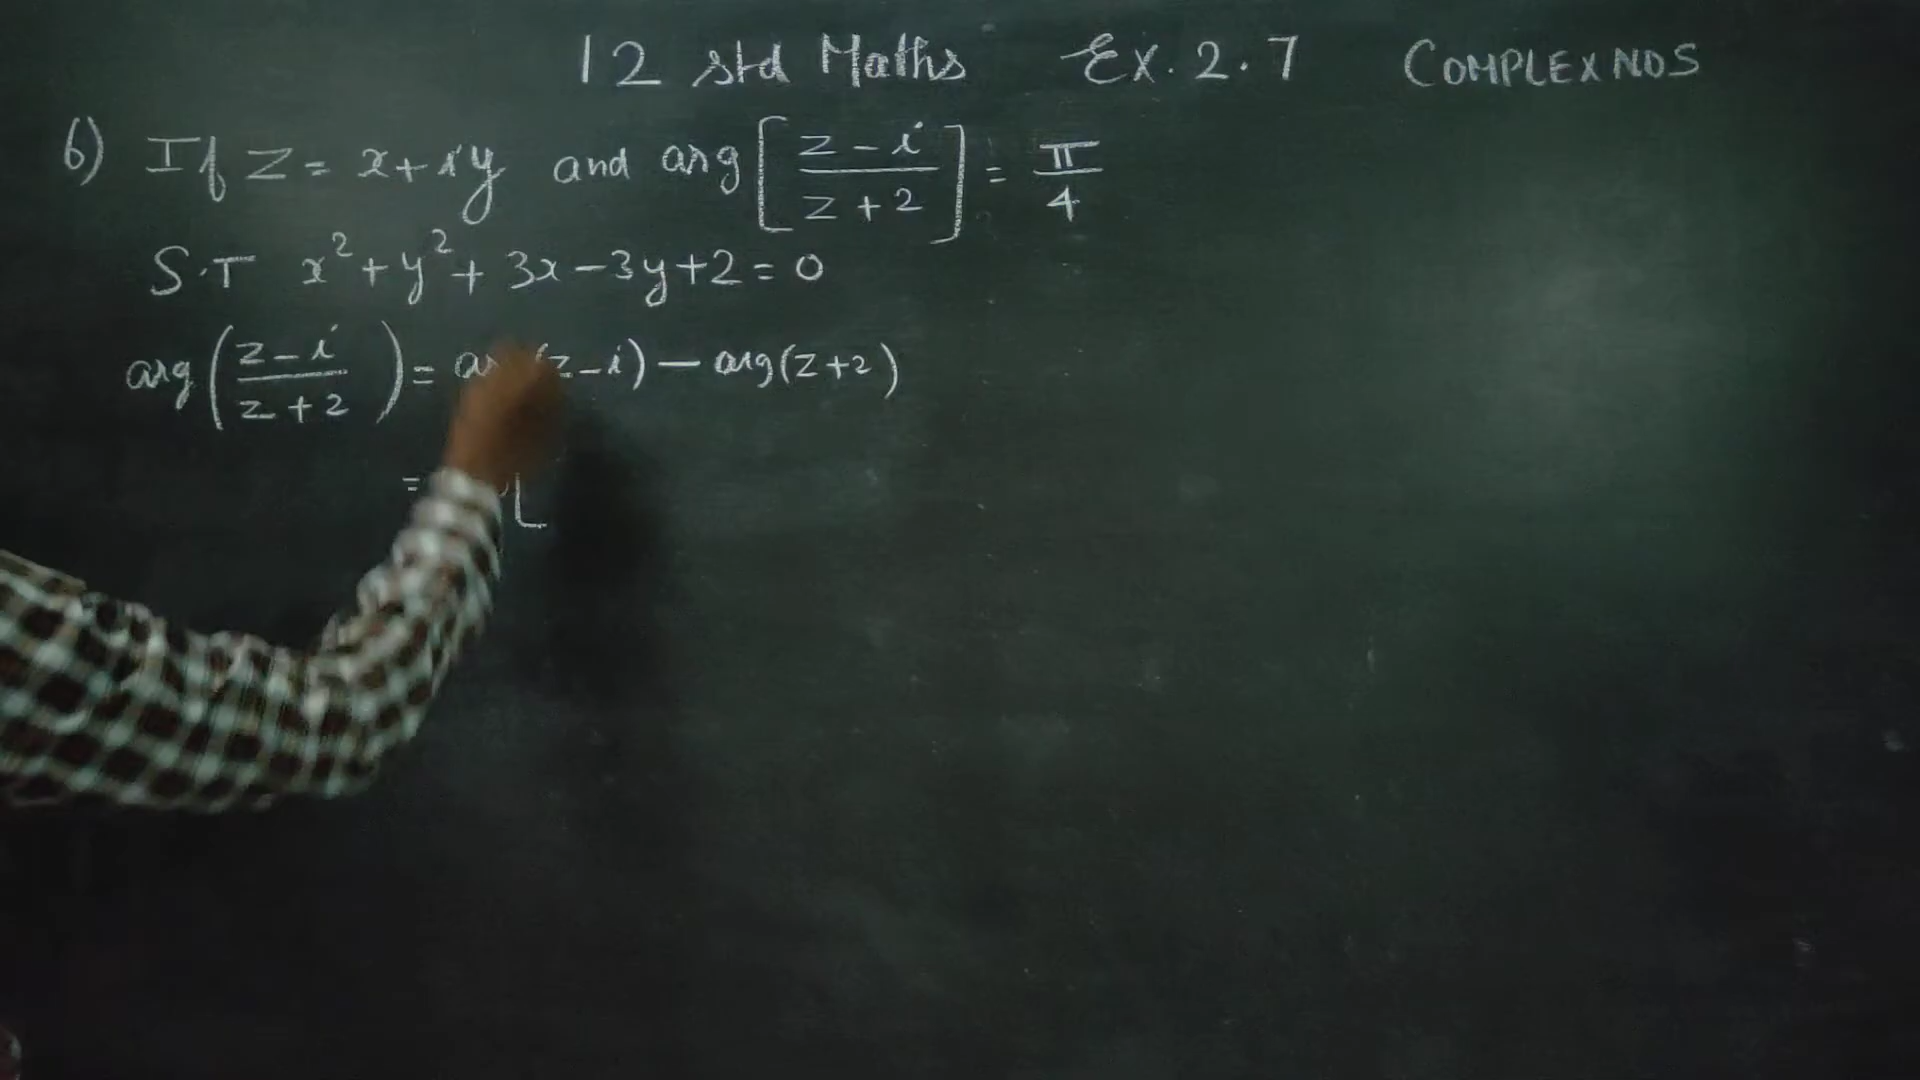 12 std Maths Ex. 2.7 COMPLEX NOS
6) If Z = x+iy and arg[z-i/z+2] = π/4
S.T x²+y²+3x-3y+2=0
arg(z-i/z+2) = (z-i) - arg(z+2)
=